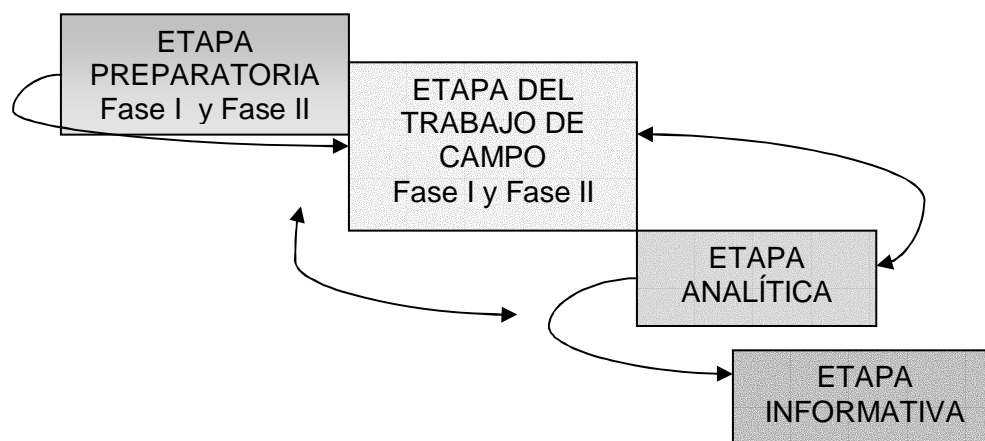 ETAPA
PREPARATORIA
Fase I y Fase II
ETAPA DEL
TRABAJO DE
CAMPO
Fase I y Fase II
ETAPA
ANALÍTICA
ETAPA
INFORMATIVA